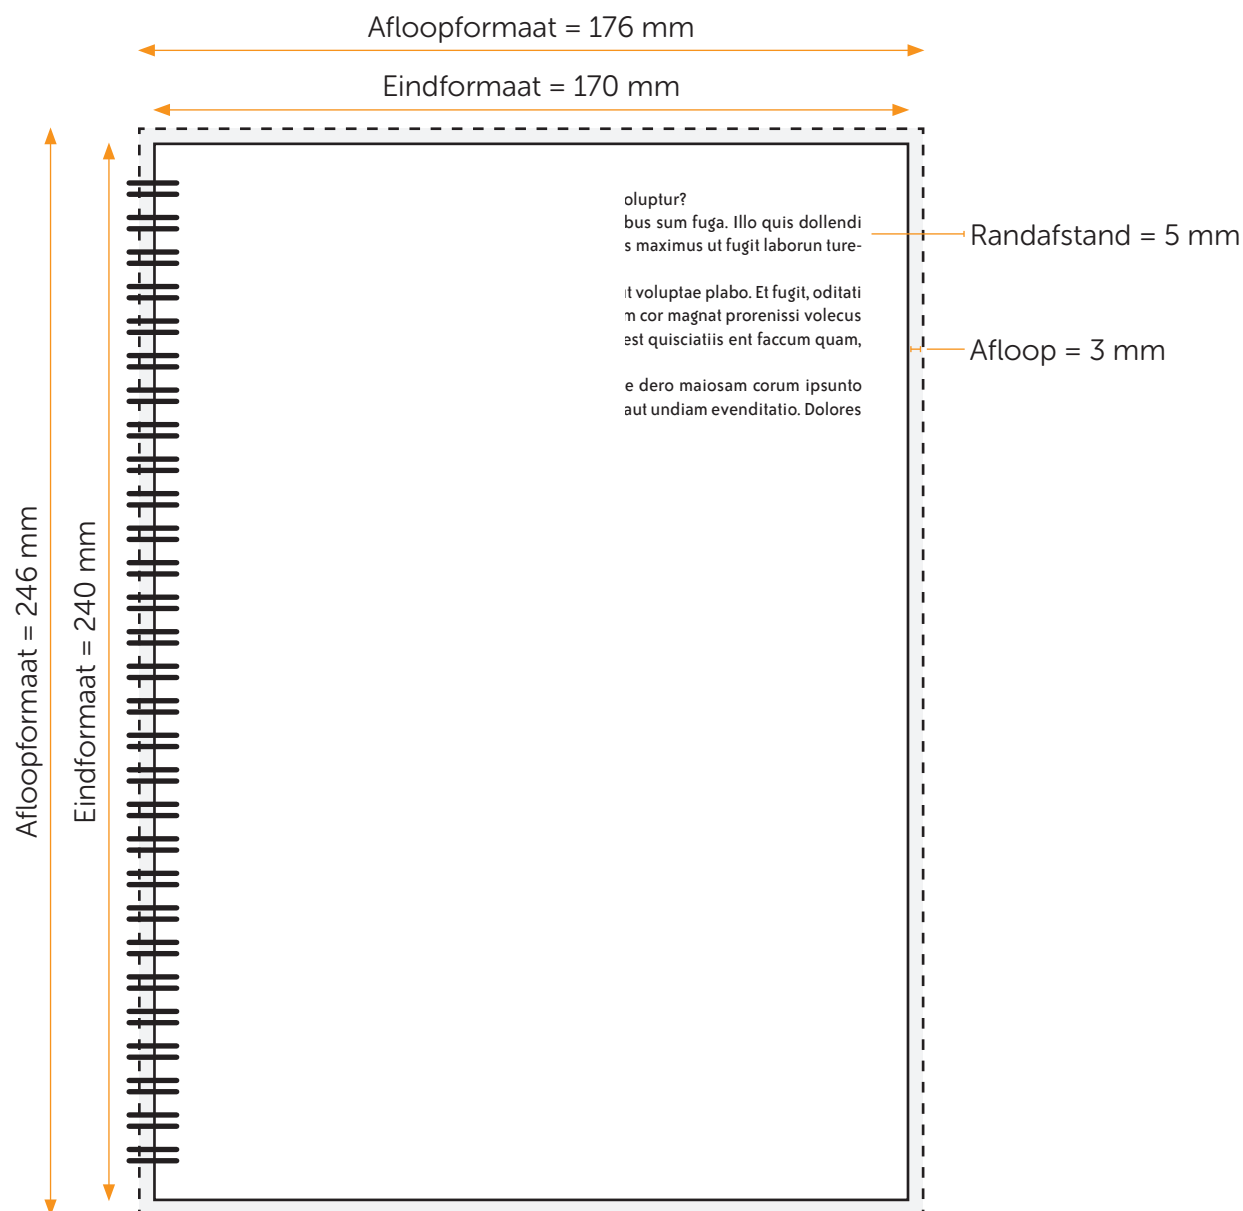 Afloopformaat = 176 mm
Eindformaat = 170 mm
Afloopformaat = 246 mm
Eindformaat = 240 mm
oluptur?
bus sum fuga. Illo quis dollendi
s maximus ut fugit laborun ture-
t voluptae plabo. Et fugit, oditati
m cor magnat prorenissi volecus
est quisciatiis ent faccum quam,
e dero maiosam corum ipsunto
aut undiam evenditatio. Dolores
Randafstand = 5 mm
Afloop = 3 mm